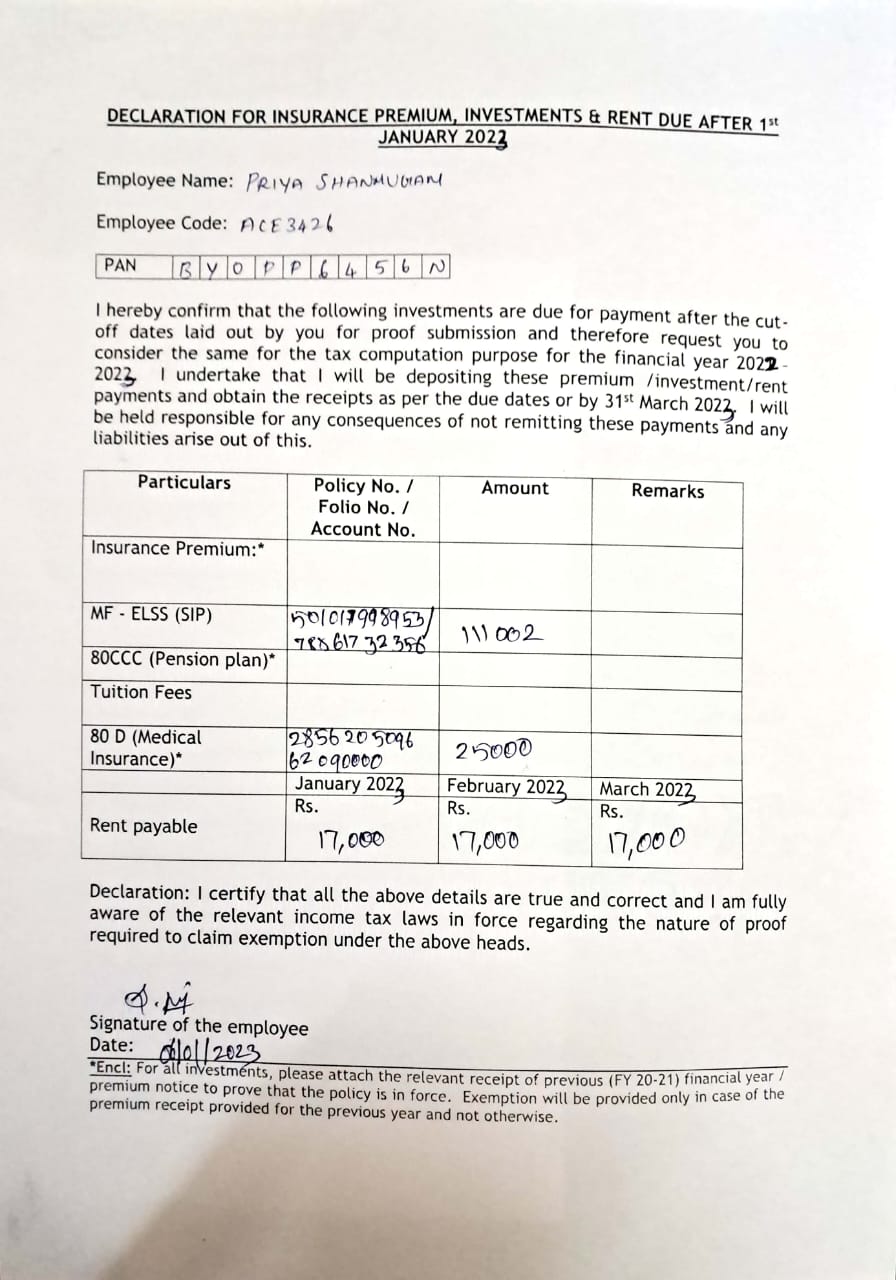 DECLARATION FOR INSURANCE PREMIUM, INVESTMENTS & RENT DUE AFTER 1st
JANUARY 2023
Employee Name: PRIYA SHANMUGAM
Employee Code: ACE3426
PAN BYOPP6456N
I hereby confirm that the following investments are due for payment after the cut-
off dates laid out by you for proof submission and therefore request you to
consider the same for the tax computation purpose for the financial year 2022-
2023. I undertake that I will be depositing these premium /investment/rent
payments and obtain the receipts as per the due dates or by 31st March 2023. I will
be held responsible for any consequences of not remitting these payments and any
liabilities arise out of this.
Particulars Policy No. / Amount Remarks
Folio No. /
Account No.
Insurance Premium:*
MF - ELSS (SIP) 501017998953/
78861732356 111002
80CCC (Pension plan)*
Tuition Fees
80 D (Medical 2856205096
Insurance)* 62090000 25000
January 2023 February 2023 March 2023
Rs. Rs. Rs.
Rent payable 17,000 17,000 17,000
Declaration: I certify that all the above details are true and correct and I am fully
aware of the relevant income tax laws in force regarding the nature of proof
required to claim exemption under the above heads.
Signature of the employee
Date: 06/01/2023
*Encl: For all investments, please attach the relevant receipt of previous (FY 20-21) financial year /
premium notice to prove that the policy is in force. Exemption will be provided only in case of the
premium receipt provided for the previous year and not otherwise.